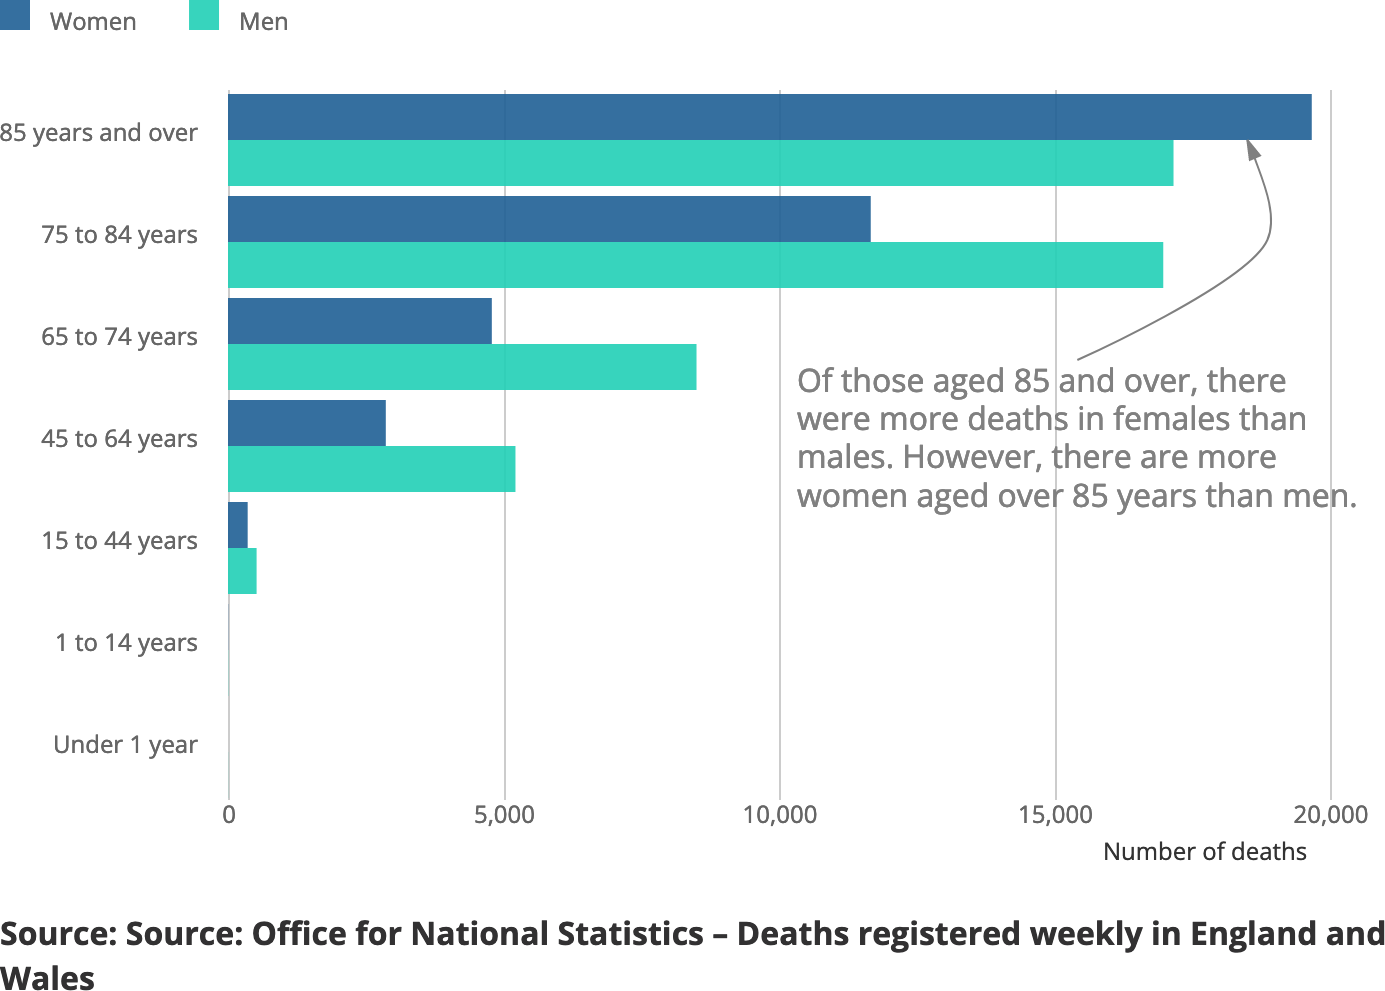 Women Men
85 years and over
75 to 84 years
65 to 74 years
Of those aged 85 and over, there
were more deaths in females than
males. However, there are more
women aged over 85 years than men.
45 to 64 years
15 to 44 years
1 to 14 years
Under 1 year
0 5,000 10,000 15,000 20,000
Number of deaths
Source: Source: Office for National Statistics – Deaths registered weekly in England and
Wales